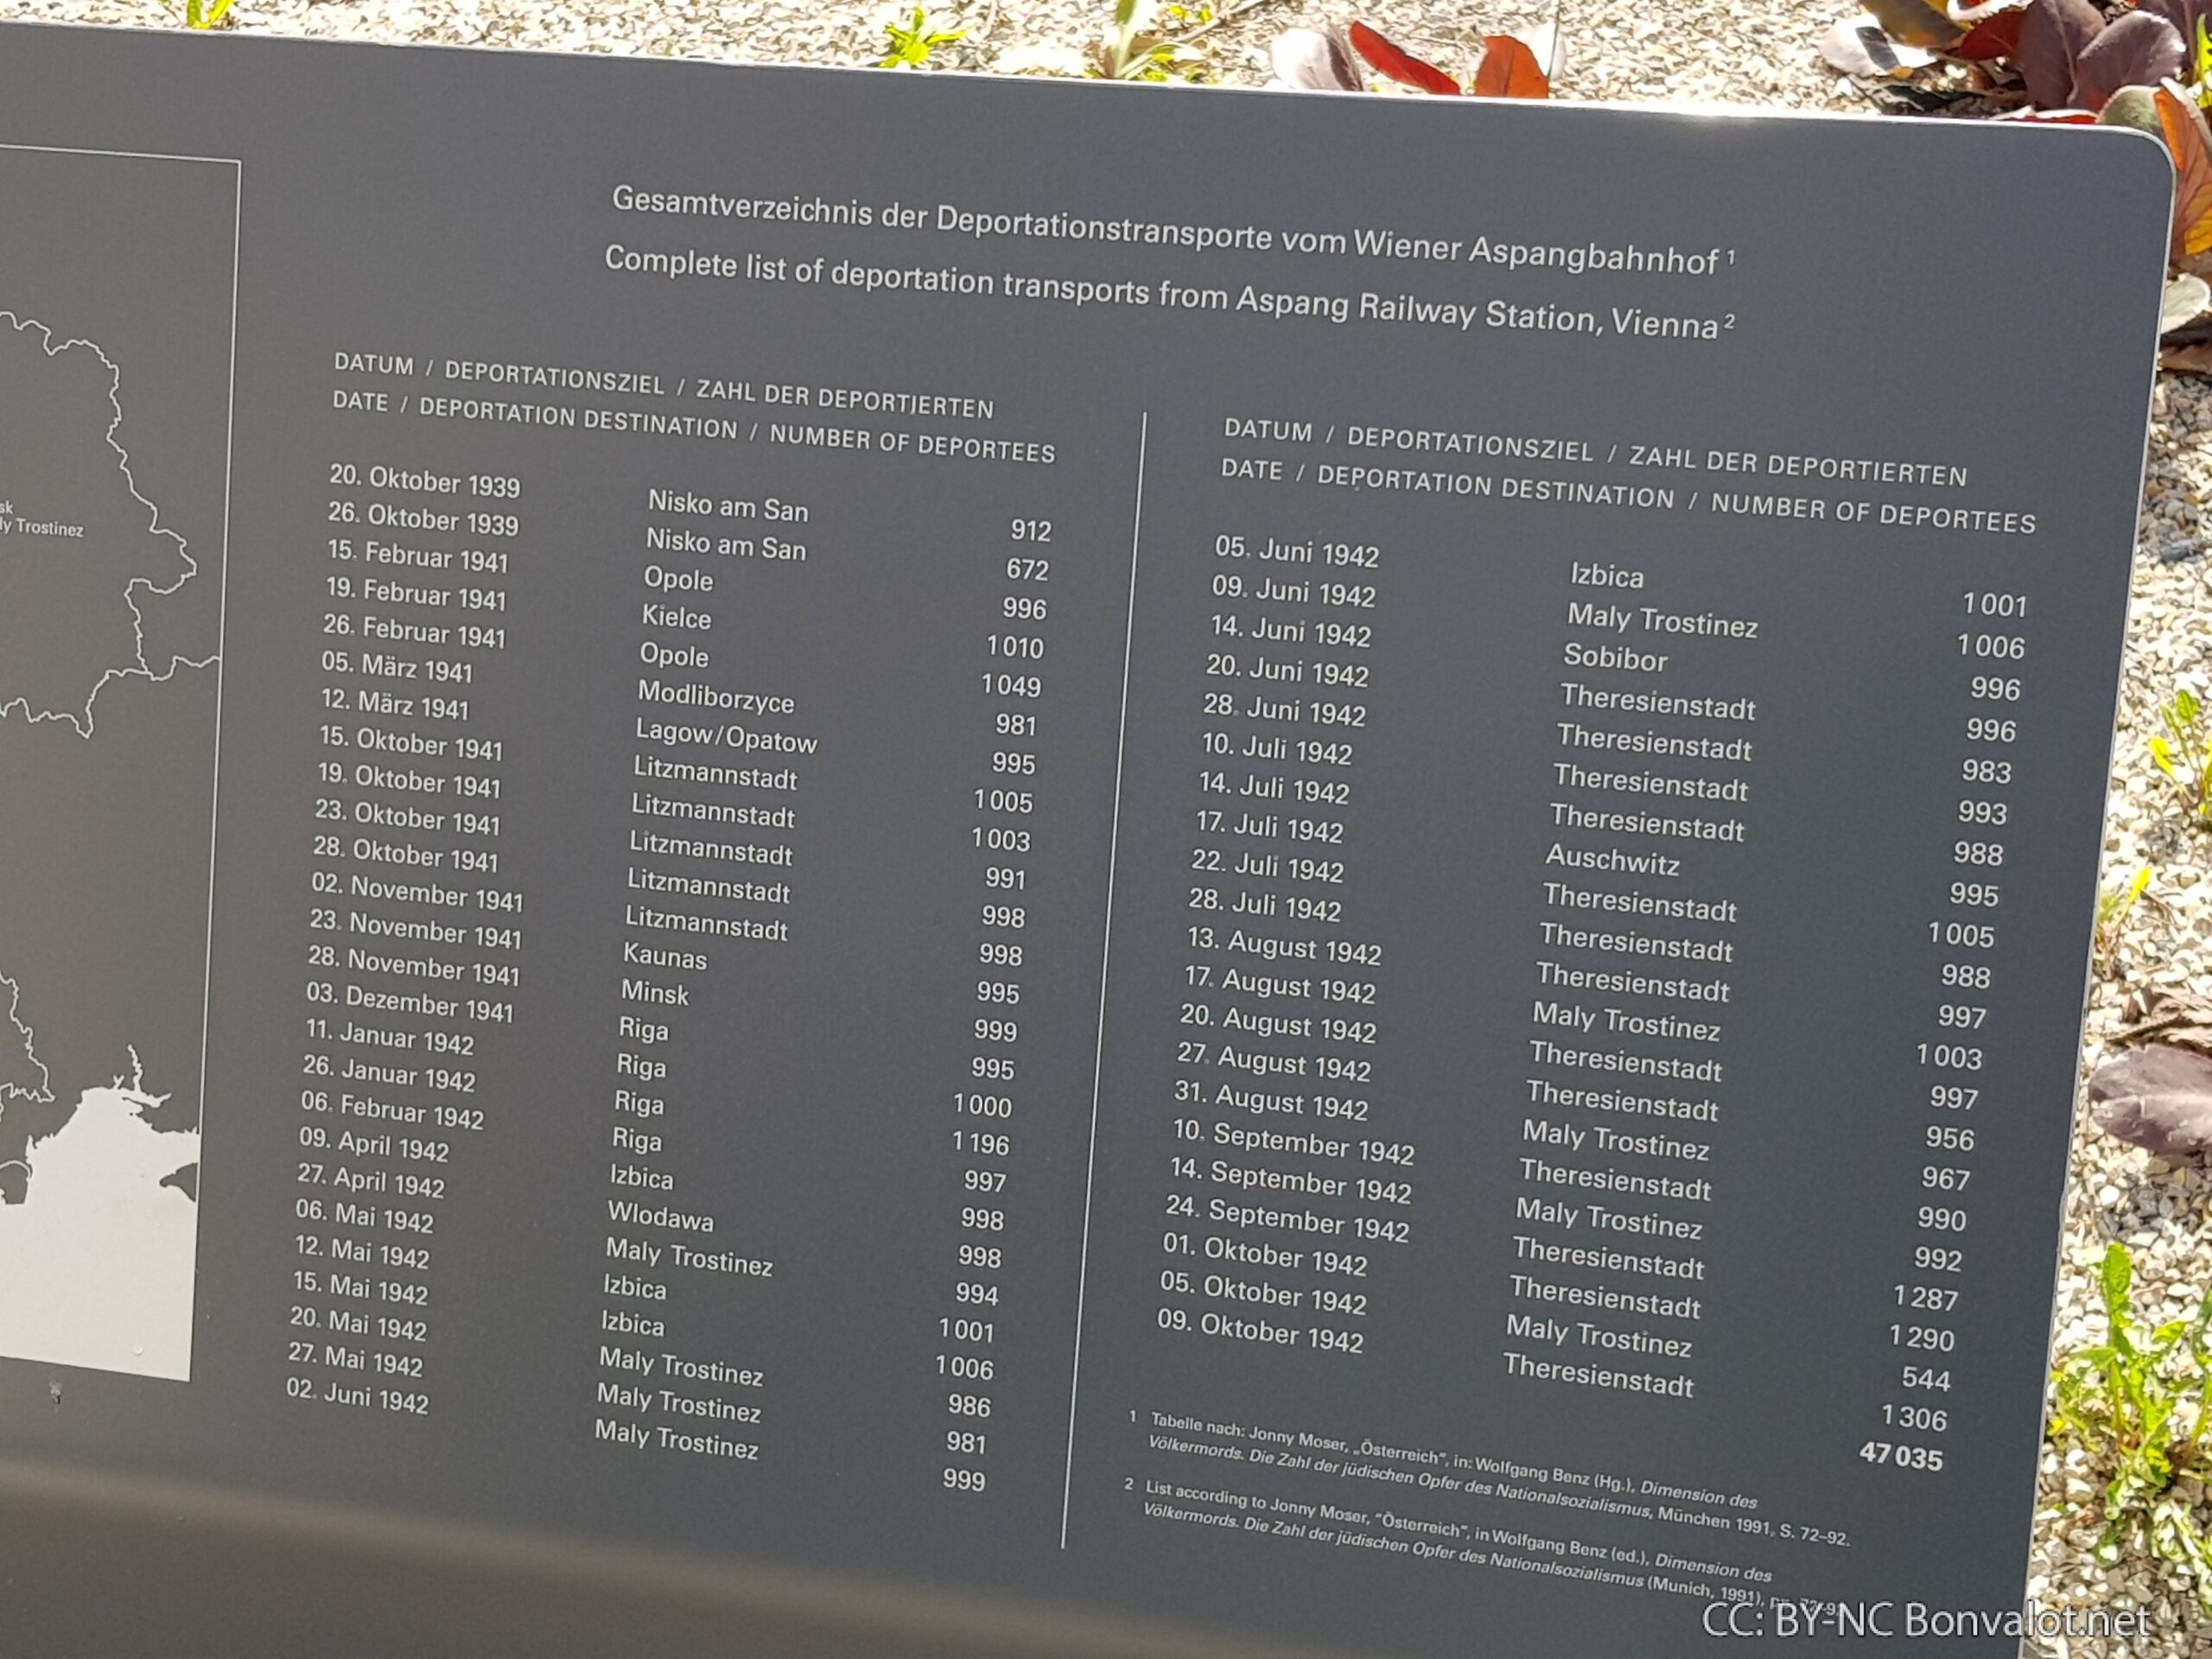 sk
ly Trostinez
Gesamtverzeichnis der Deportationstransporte vom Wiener Aspangbahnhof ¹
Complete list of deportation transports from Aspang Railway Station, Vienna ²
DATUM / DEPORTATIONSZIEL / ZAHL DER DEPORTIERTEN
DATE / DEPORTATION DESTINATION / NUMBER OF DEPORTEES
20. Oktober 1939 Nisko am San 912
26. Oktober 1939 Nisko am San 672
15. Februar 1941 Opole 996
19. Februar 1941 Kielce 1 010
26. Februar 1941 Opole 1 049
05. März 1941 Modliborzyce 981
12. März 1941 Lagow/Opatow 995
15. Oktober 1941 Litzmannstadt 1 005
19. Oktober 1941 Litzmannstadt 1 003
23. Oktober 1941 Litzmannstadt 991
28. Oktober 1941 Litzmannstadt 998
02. November 1941 Litzmannstadt 998
23. November 1941 Kaunas 995
28. November 1941 Minsk 999
03. Dezember 1941 Riga 995
11. Januar 1942 Riga 1 000
26. Januar 1942 Riga 1 196
06. Februar 1942 Riga 997
09. April 1942 Izbica 998
27. April 1942 Wlodawa 998
06. Mai 1942 Maly Trostinez 994
12. Mai 1942 Izbica 1 001
15. Mai 1942 Izbica 1 006
20. Mai 1942 Maly Trostinez 986
27. Mai 1942 Maly Trostinez 981
02. Juni 1942 Maly Trostinez 999
DATUM / DEPORTATIONSZIEL / ZAHL DER DEPORTIERTEN
DATE / DEPORTATION DESTINATION / NUMBER OF DEPORTEES
05. Juni 1942 Izbica 1 001
09. Juni 1942 Maly Trostinez 1 006
14. Juni 1942 Sobibor 996
20. Juni 1942 Theresienstadt 996
28. Juni 1942 Theresienstadt 983
10. Juli 1942 Theresienstadt 993
14. Juli 1942 Theresienstadt 988
17. Juli 1942 Auschwitz 995
22. Juli 1942 Theresienstadt 1 005
28. Juli 1942 Theresienstadt 988
13. August 1942 Theresienstadt 997
17. August 1942 Maly Trostinez 1 003
20. August 1942 Theresienstadt 997
27. August 1942 Theresienstadt 956
31. August 1942 Maly Trostinez 967
10. September 1942 Theresienstadt 990
14. September 1942 Maly Trostinez 992
24. September 1942 Theresienstadt 1 287
01. Oktober 1942 Theresienstadt 1 290
05. Oktober 1942 Maly Trostinez 544
09. Oktober 1942 Theresienstadt 1 306
47 035
1 Tabelle nach: Jonny Moser, „Österreich“, in: Wolfgang Benz (Hg.), Dimension des
Völkermords. Die Zahl der jüdischen Opfer des Nationalsozialismus, München 1991, S. 72–92.
2 List according to Jonny Moser, “Österreich”, in Wolfgang Benz (ed.), Dimension des
Völkermords. Die Zahl der jüdischen Opfer des Nationalsozialismus (Munich, 1991),
CC: BY-NC Bonvalot.net